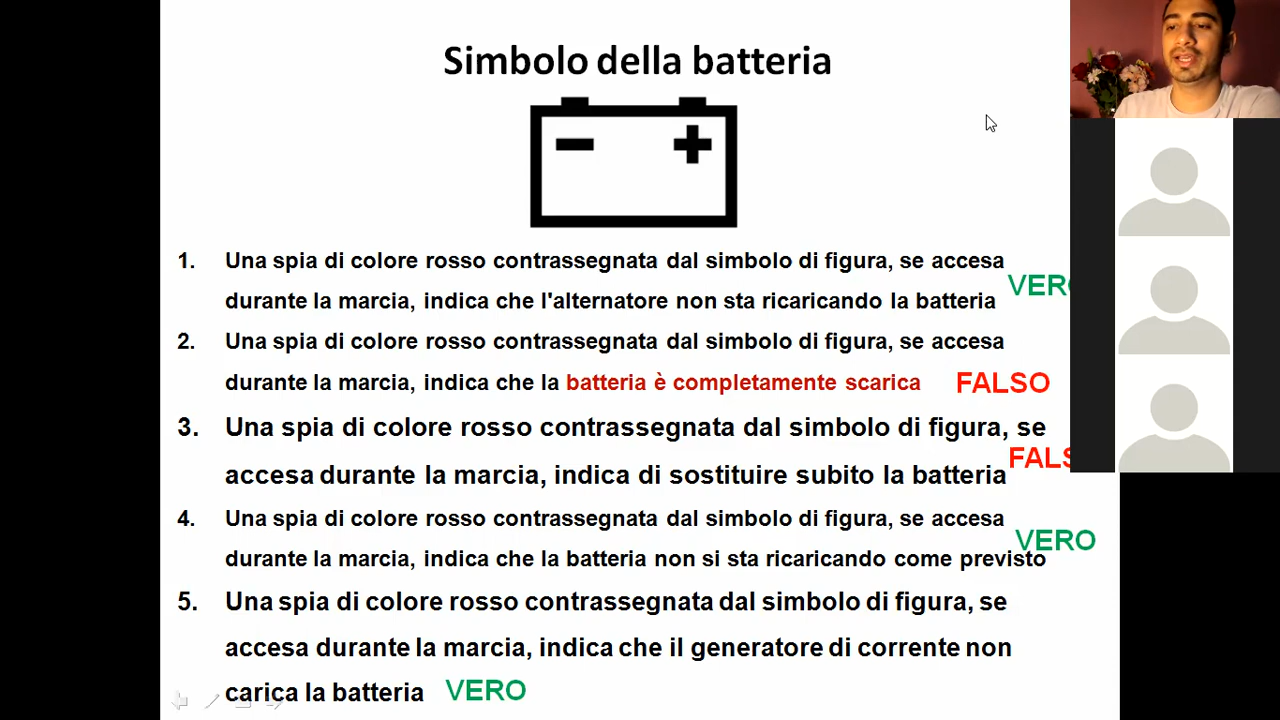 Simbolo della batteria
1. Una spia di colore rosso contrassegnata dal simbolo di figura, se accesa
durante la marcia, indica che l'alternatore non sta ricaricando la batteria
VERO
2. Una spia di colore rosso contrassegnata dal simbolo di figura, se accesa
durante la marcia, indica che la batteria è completamente scarica FALSO
3. Una spia di colore rosso contrassegnata dal simbolo di figura, se
accesa durante la marcia, indica di sostituire subito la batteria
FALS
4. Una spia di colore rosso contrassegnata dal simbolo di figura, se accesa
durante la marcia, indica che la batteria non si sta ricaricando come previsto
VERO
5. Una spia di colore rosso contrassegnata dal simbolo di figura, se
accesa durante la marcia, indica che il generatore di corrente non
carica la batteria VERO